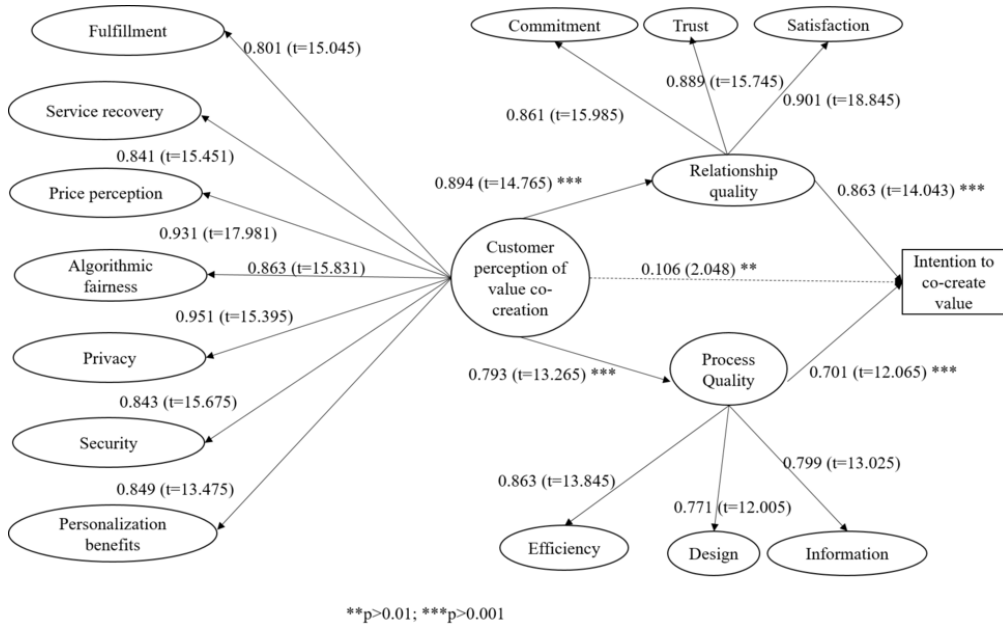 Fulfillment
0.801 (t=15.045)
Commitment
Trust
Satisfaction
0.889 (t=15.745)
0.901 (t=18.845)
0.861 (t=15.985)
Service recovery
0.841 (t=15.451)
Price perception
0.931 (t=17.981)
0.894 (t=14.765) ***
Relationship
quality
0.863 (t=14.043) ***
Algorithmic
fairness
0.863 (t=15.831)
Customer
perception of
value co-
creation
0.106 (2.048) **
Intention to
co-create
value
0.951 (t=15.395)
Privacy
0.793 (t=13.265) ***
Process
Quality
0.701 (t=12.065) ***
0.843 (t=15.675)
Security
0.849 (t=13.475)
Personalization
benefits
0.863 (t=13.845)
0.771 (t=12.005)
0.799 (t=13.025)
Efficiency
Design
Information
**p>0.01; ***p>0.001